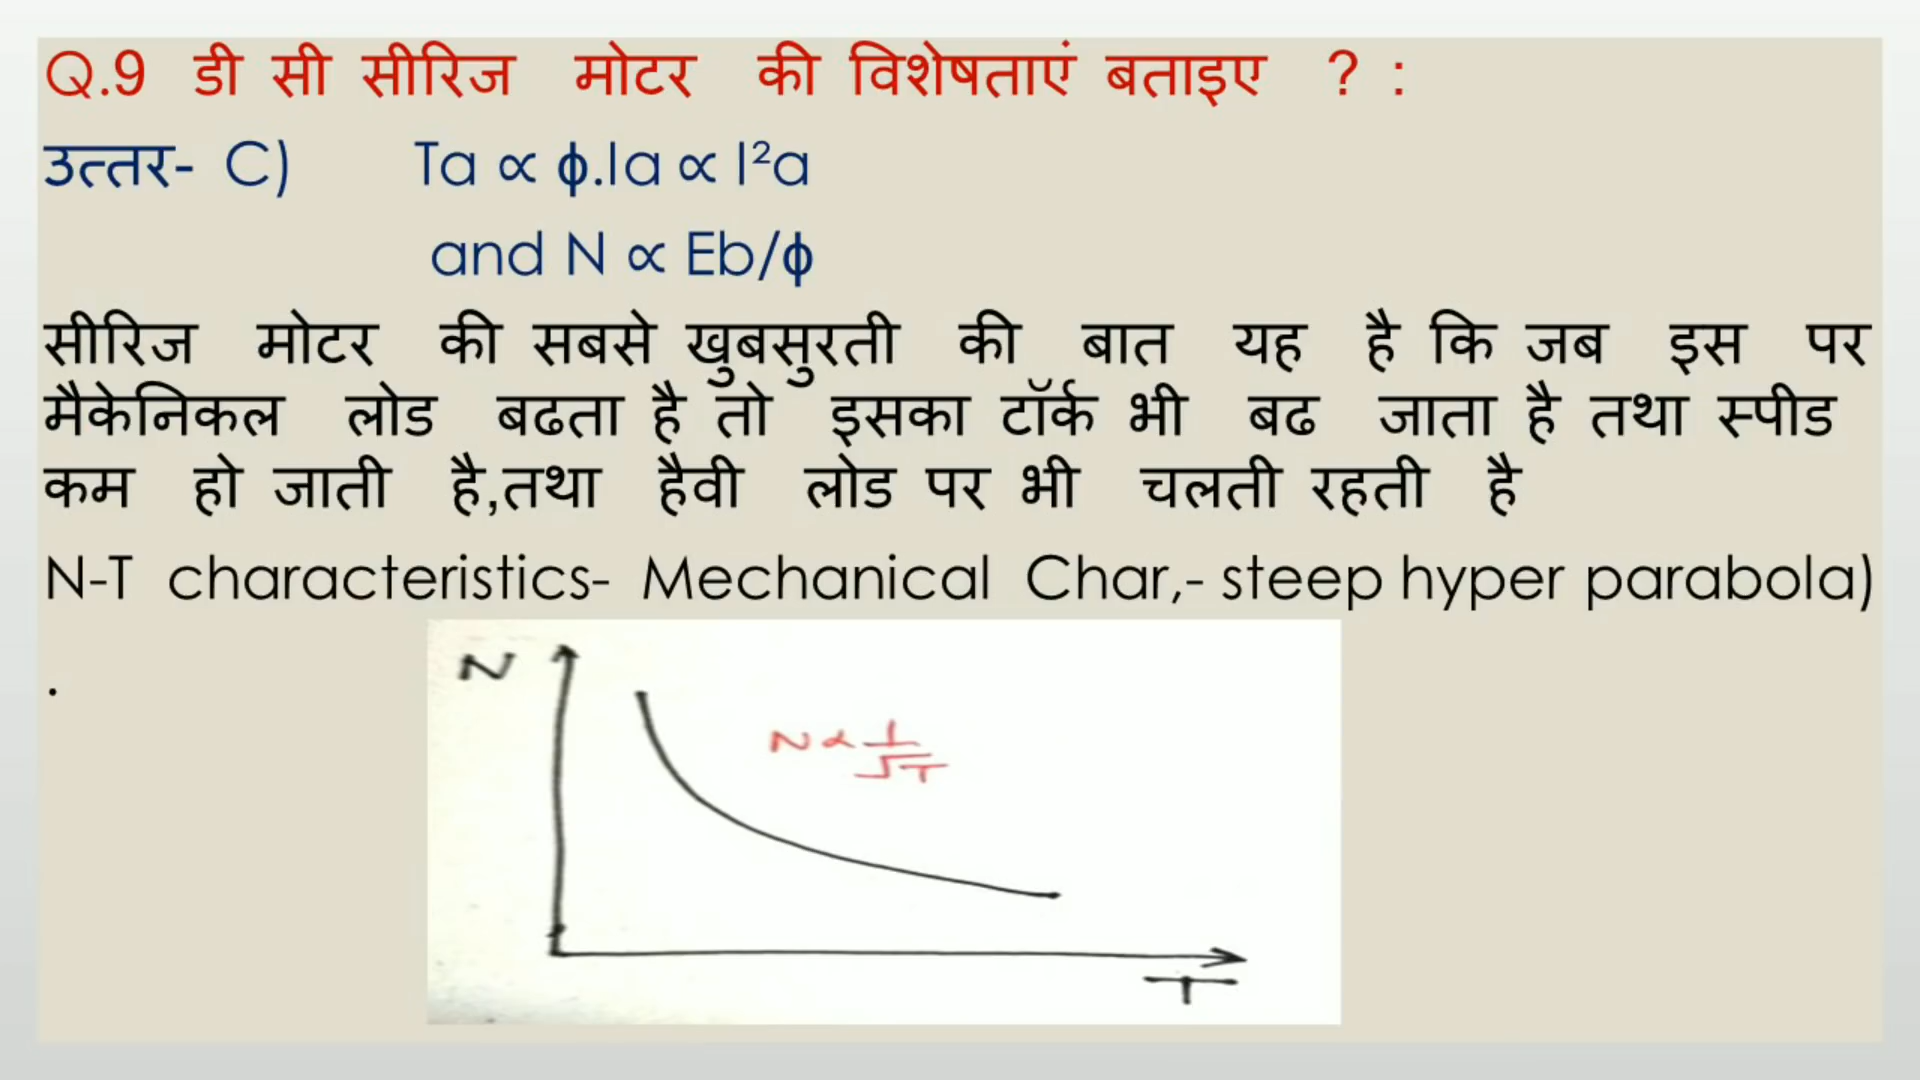 Q.9 डी सी सीरिज मोटर की विशेषताएं बताइए ? :
उत्तर- C) Ta ∝ ϕ.Ia ∝ I²a
and N ∝ Eb/ϕ
सीरिज मोटर की सबसे खुबसुरती की बात यह है कि जब इस पर
मैकेनिकल लोड बढता है तो इसका टॉर्क भी बढ जाता है तथा स्पीड
कम हो जाती है,तथा हैवी लोड पर भी चलती रहती है
N-T characteristics- Mechanical Char,- steep hyper parabola)
.
N
N ∝ 1/√T
T